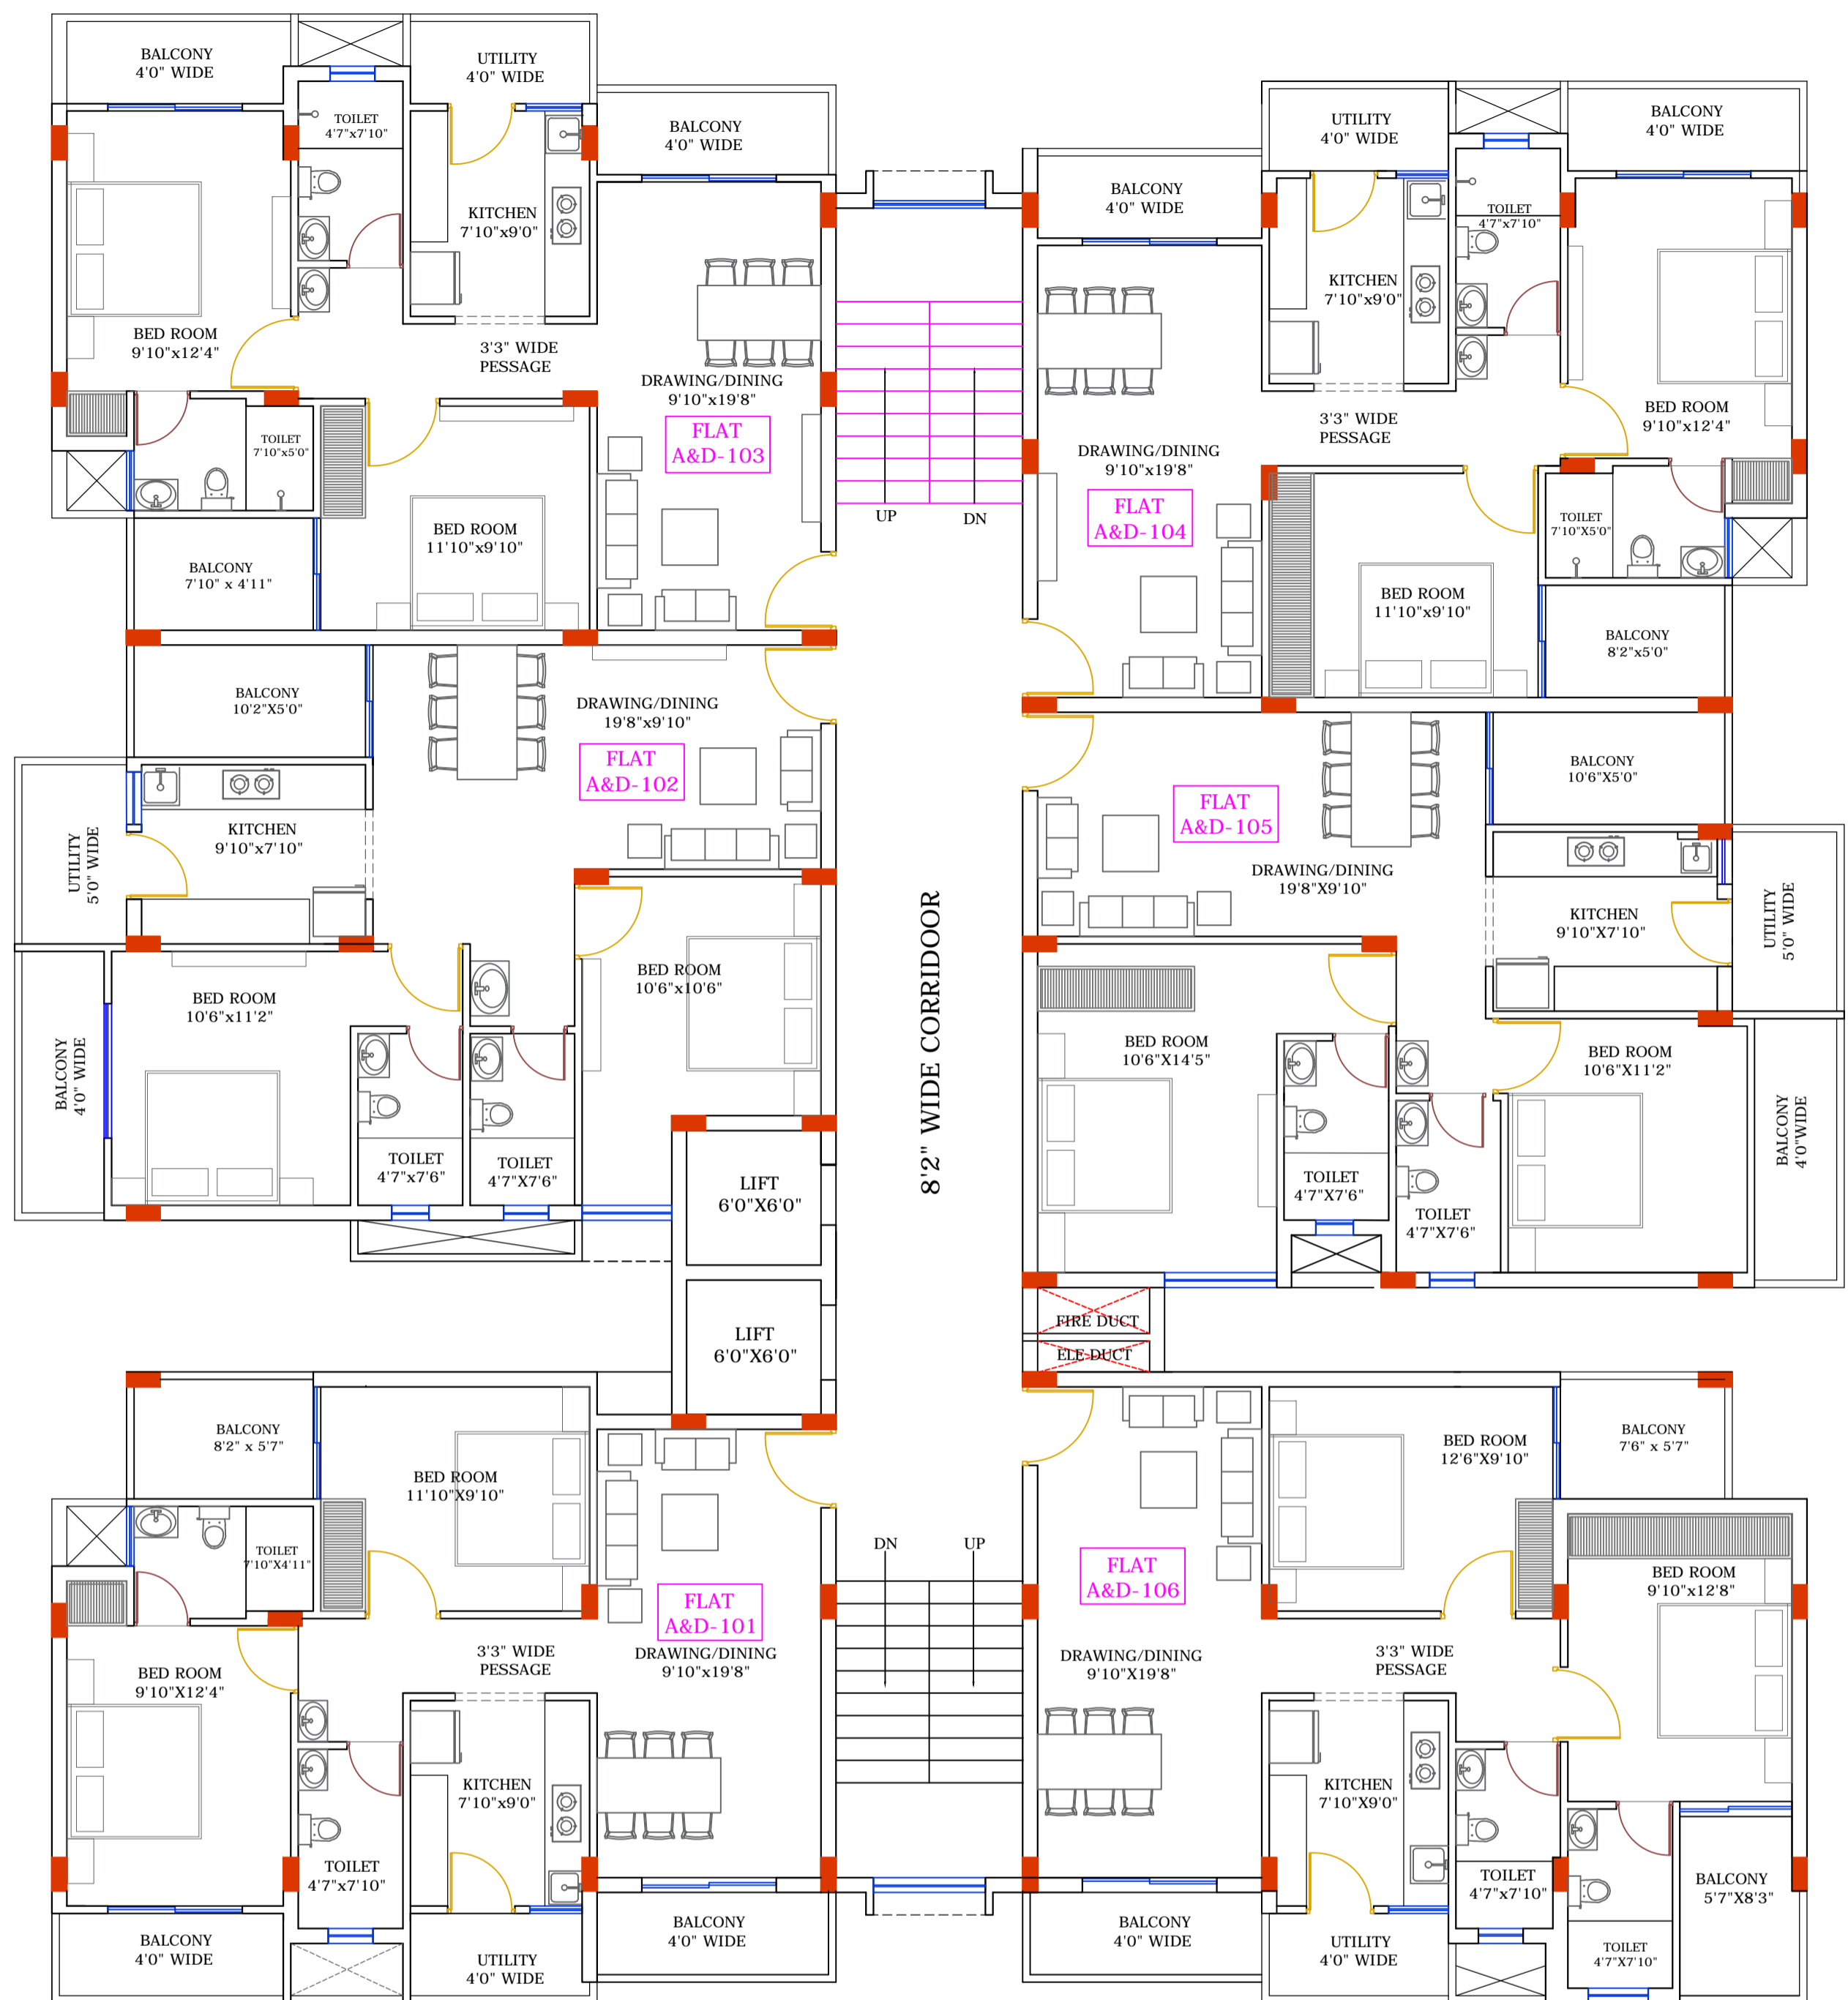 BALCONY
4'0" WIDE
UTILITY
4'0" WIDE
TOILET
4'7"x7'10"
BALCONY
4'0" WIDE
KITCHEN
7'10"x9'0"
BED ROOM
9'10"x12'4"
3'3" WIDE
PESSAGE
DRAWING/DINING
9'10"x19'8"
FLAT
A&D-103
TOILET
7'10"x5'0"
BED ROOM
11'10"x9'10"
BALCONY
7'10" x 4'11"
UP
DN
UTILITY
4'0" WIDE
BALCONY
4'0" WIDE
BALCONY
4'0" WIDE
TOILET
4'7"x7'10"
KITCHEN
7'10"x9'0"
3'3" WIDE
PESSAGE
BED ROOM
9'10"x12'4"
DRAWING/DINING
9'10"x19'8"
FLAT
A&D-104
TOILET
7'10"X5'0"
BED ROOM
11'10"x9'10"
BALCONY
8'2"x5'0"
BALCONY
10'2"X5'0"
DRAWING/DINING
19'8"x9'10"
FLAT
A&D-102
KITCHEN
9'10"x7'10"
UTILITY
5'0" WIDE
BED ROOM
10'6"x10'6"
BED ROOM
10'6"x11'2"
BALCONY
4'0" WIDE
TOILET
4'7"x7'6"
TOILET
4'7"X7'6"
LIFT
6'0"X6'0"
LIFT
6'0"X6'0"
8'2" WIDE CORRIDOOR
BALCONY
10'6"X5'0"
FLAT
A&D-105
DRAWING/DINING
19'8"X9'10"
KITCHEN
9'10"X7'10"
UTILITY
5'0" WIDE
BED ROOM
10'6"X14'5"
BED ROOM
10'6"X11'2"
BALCONY
4'0"WIDE
TOILET
4'7"X7'6"
TOILET
4'7"X7'6"
FIRE DUCT
ELE DUCT
BALCONY
8'2" x 5'7"
BED ROOM
11'10"X9'10"
TOILET
7'10"X4'11"
FLAT
A&D-101
DRAWING/DINING
9'10"x19'8"
3'3" WIDE
PESSAGE
BED ROOM
9'10"X12'4"
KITCHEN
7'10"x9'0"
TOILET
4'7"x7'10"
BALCONY
4'0" WIDE
UTILITY
4'0" WIDE
BALCONY
4'0" WIDE
DN
UP
BED ROOM
12'6"X9'10"
BALCONY
7'6" x 5'7"
FLAT
A&D-106
BED ROOM
9'10"x12'8"
DRAWING/DINING
9'10"X19'8"
3'3" WIDE
PESSAGE
KITCHEN
7'10"X9'0"
TOILET
4'7"x7'10"
BALCONY
5'7"X8'3"
BALCONY
4'0" WIDE
UTILITY
4'0" WIDE
TOILET
4'7"X7'10"